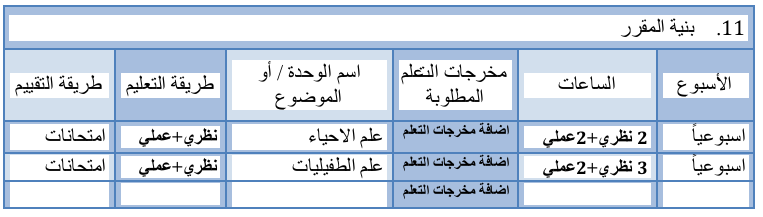 11. بنية المقرر
الأسبوع
الساعات
مخرجات التعلم
المطلوبة
اسم الوحدة / أو
الموضوع
طريقة التعليم
طريقة التقييم
اسبوعياً
2 نظري+2عملي
اضافة مخرجات التعلم
علم الاحياء
نظري+عملي
امتحانات
اسبوعياً
3 نظري+2عملي
اضافة مخرجات التعلم
علم الطفيليات
نظري+عملي
امتحانات
اضافة مخرجات التعلم